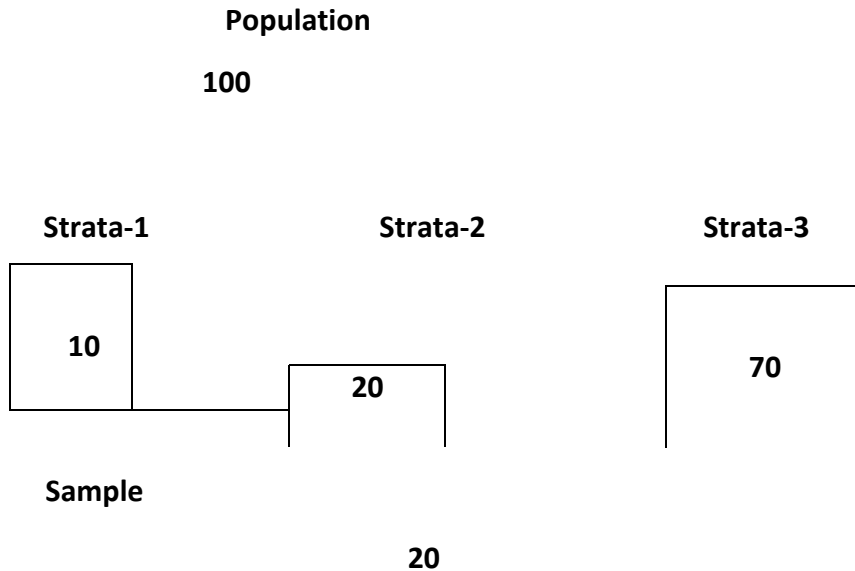 Population
100
Strata-1 Strata-2 Strata-3
10 20 70
Sample
20